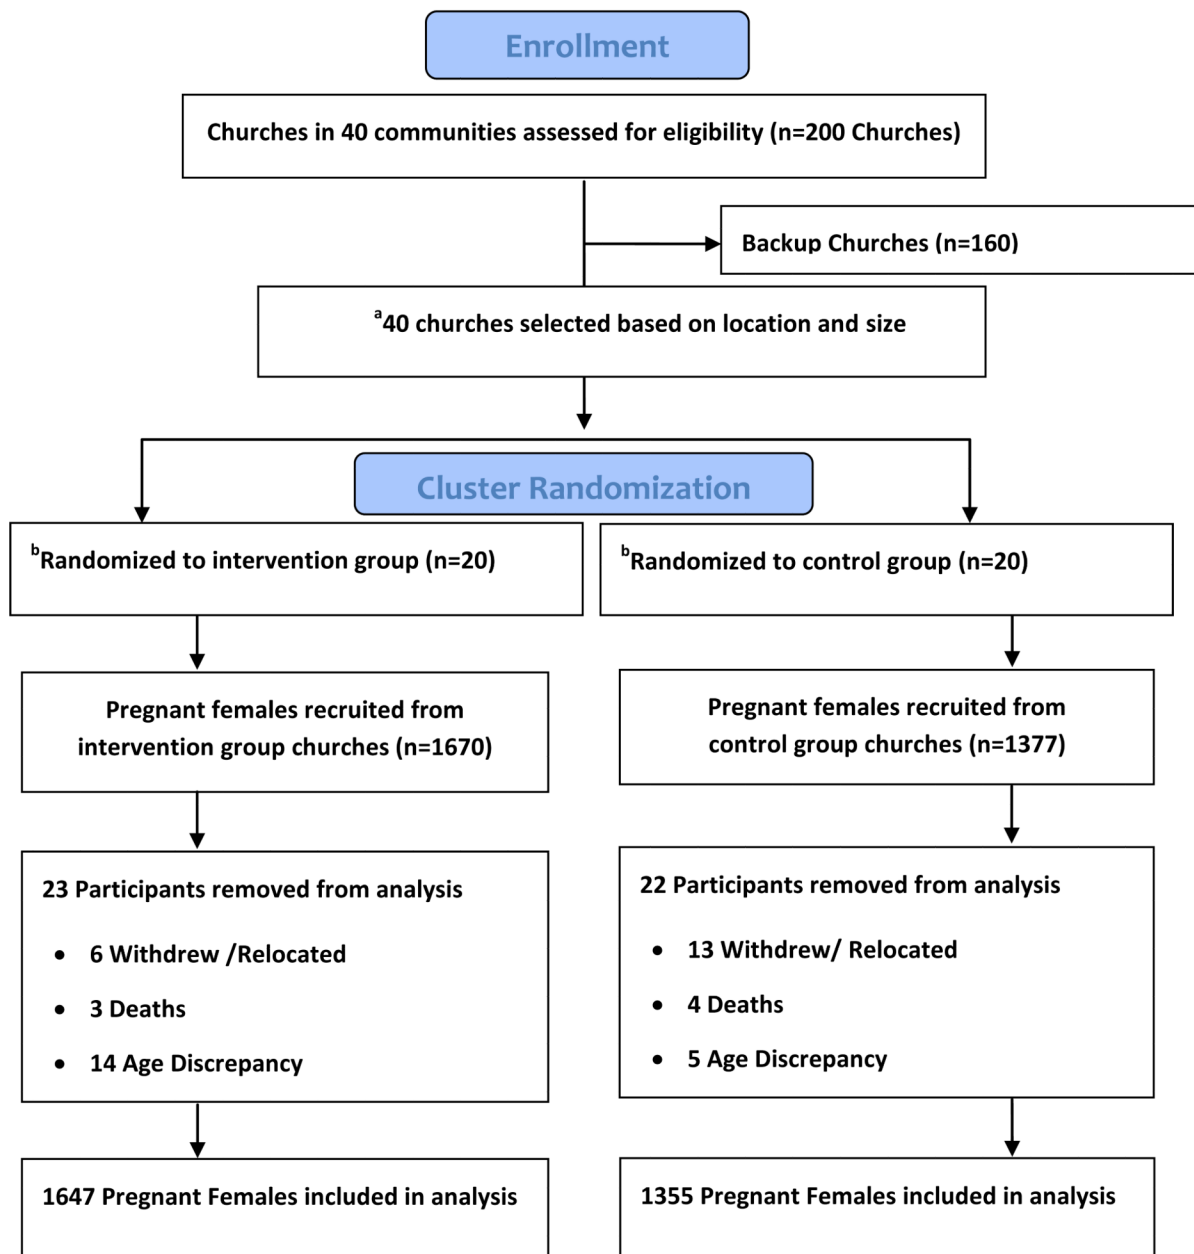 Enrollment
Churches in 40 communities assessed for eligibility (n=200 Churches)
Backup Churches (n=160)
a40 churches selected based on location and size
Cluster Randomization
bRandomized to intervention group (n=20)
bRandomized to control group (n=20)
Pregnant females recruited from
intervention group churches (n=1670)
Pregnant females recruited from
control group churches (n=1377)
23 Participants removed from analysis
• 6 Withdrew /Relocated
• 3 Deaths
• 14 Age Discrepancy
22 Participants removed from analysis
• 13 Withdrew/ Relocated
• 4 Deaths
• 5 Age Discrepancy
1647 Pregnant Females included in analysis
1355 Pregnant Females included in analysis